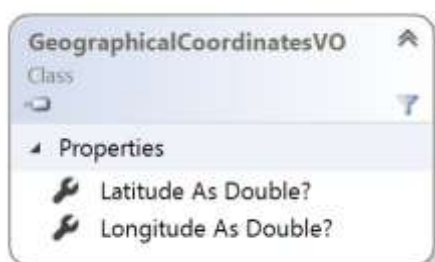 GeographicalCoordinatesVO
Class
Properties
Latitude As Double?
Longitude As Double?